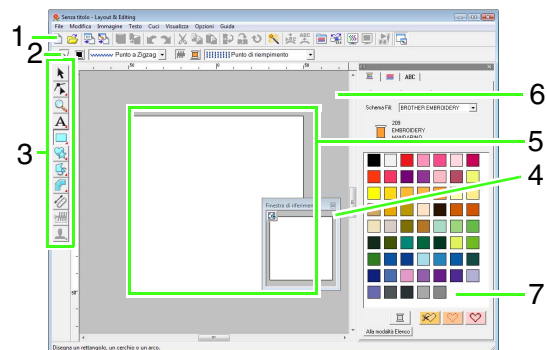 Senza titolo - Layout & Editing
File Modifica Immagine Testo Cuci Visualizza Opzioni Guida
1
2
Punto a Zigzag
Punto di riempimento
3
ABC
6
Schema Fili:
BROTHER EMBROIDERY
209
EMBROIDERY
MANDARINO
5
4
Finestra di riferimento
7
Alla modalità Elenco
Disegna un rettangolo, un cerchio o un arco.